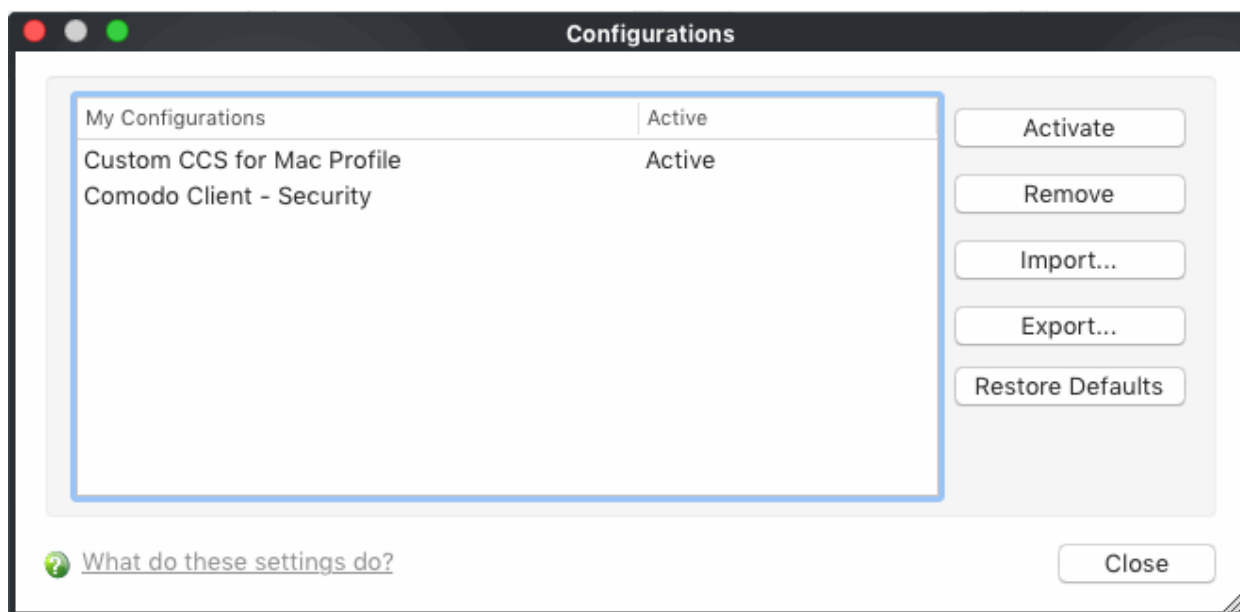 Configurations
My Configurations Active
Custom CCS for Mac Profile Active
Comodo Client - Security
Activate
Remove
Import...
Export...
Restore Defaults
What do these settings do?
Close